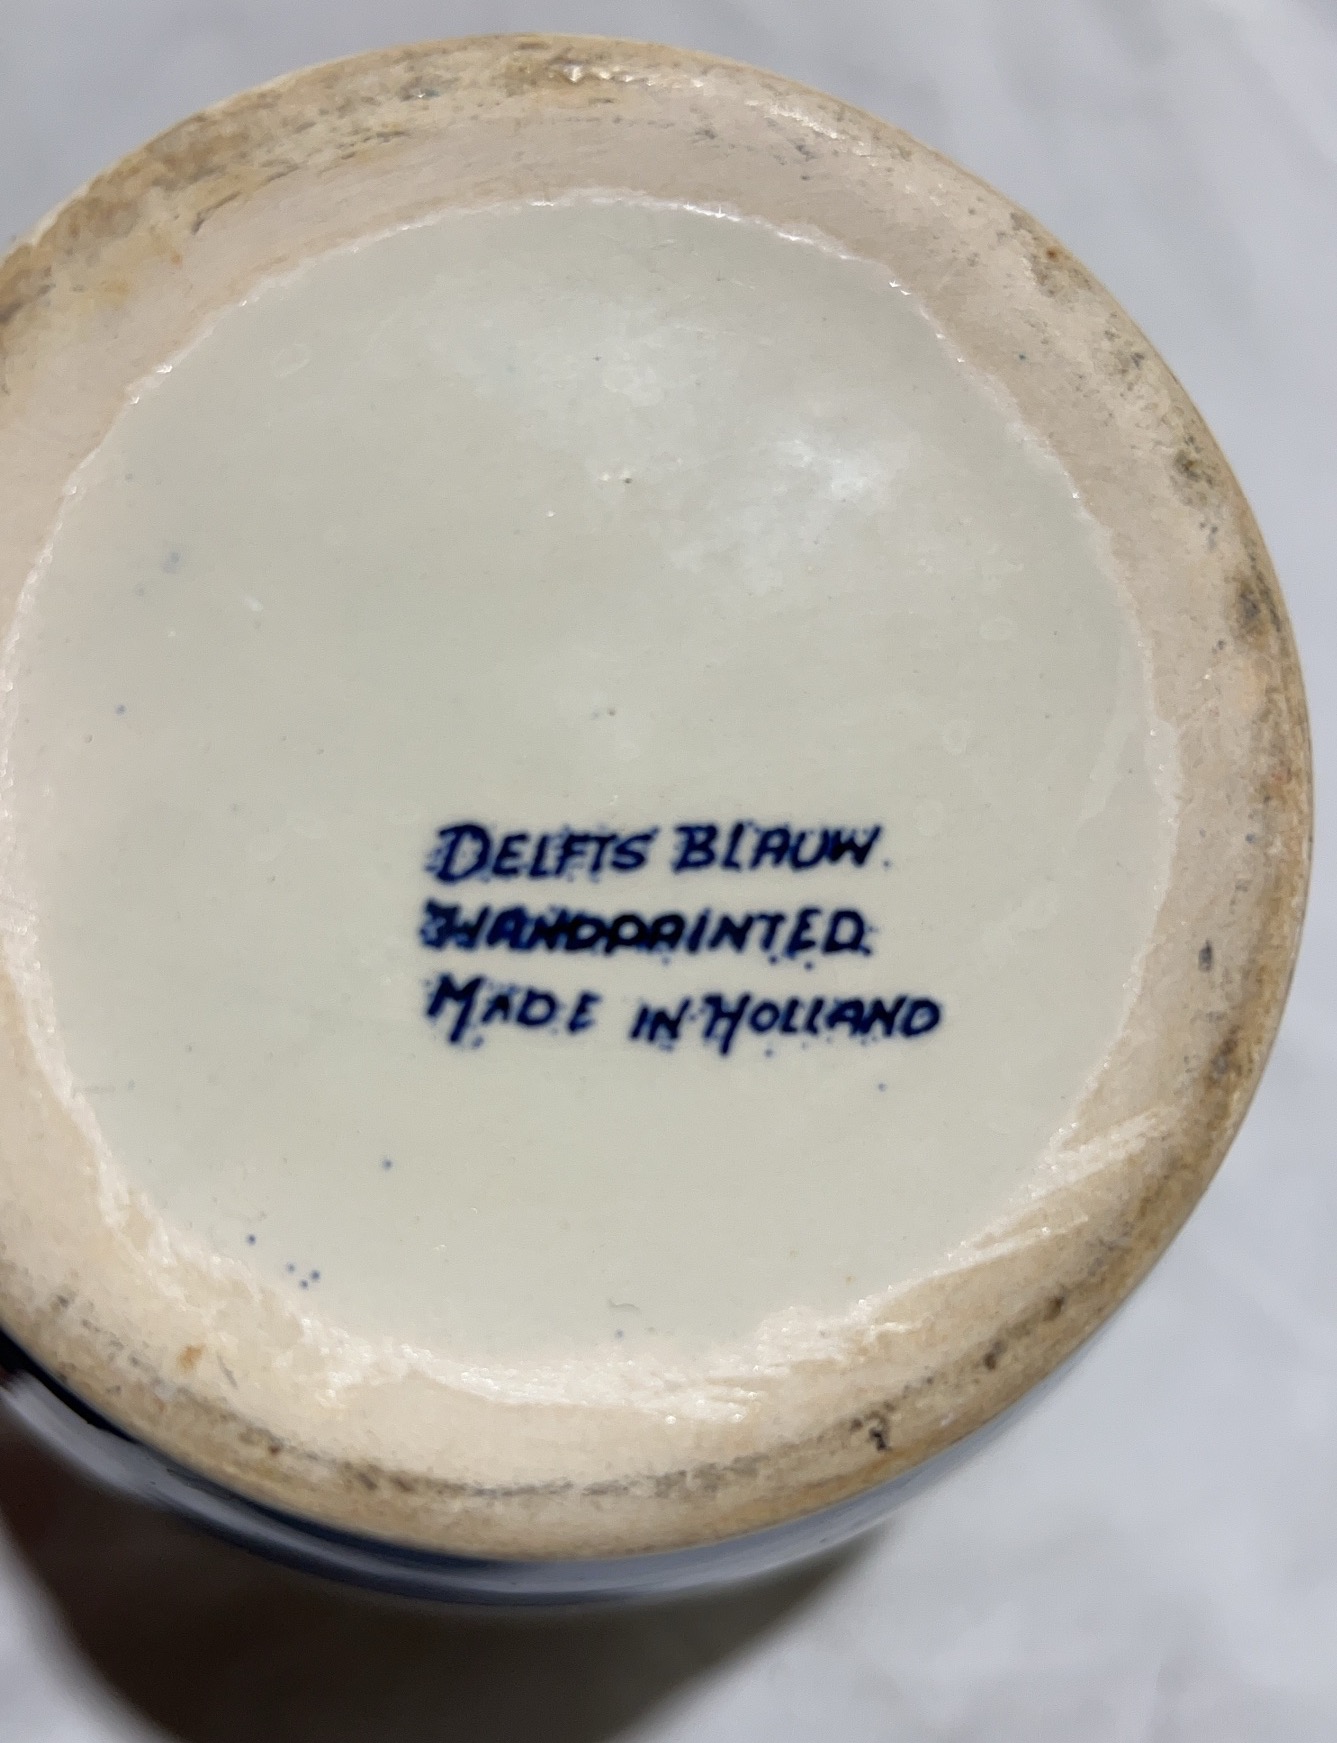 DELFTS BLAUW.
HANDPAINTED.
MADE IN HOLLAND